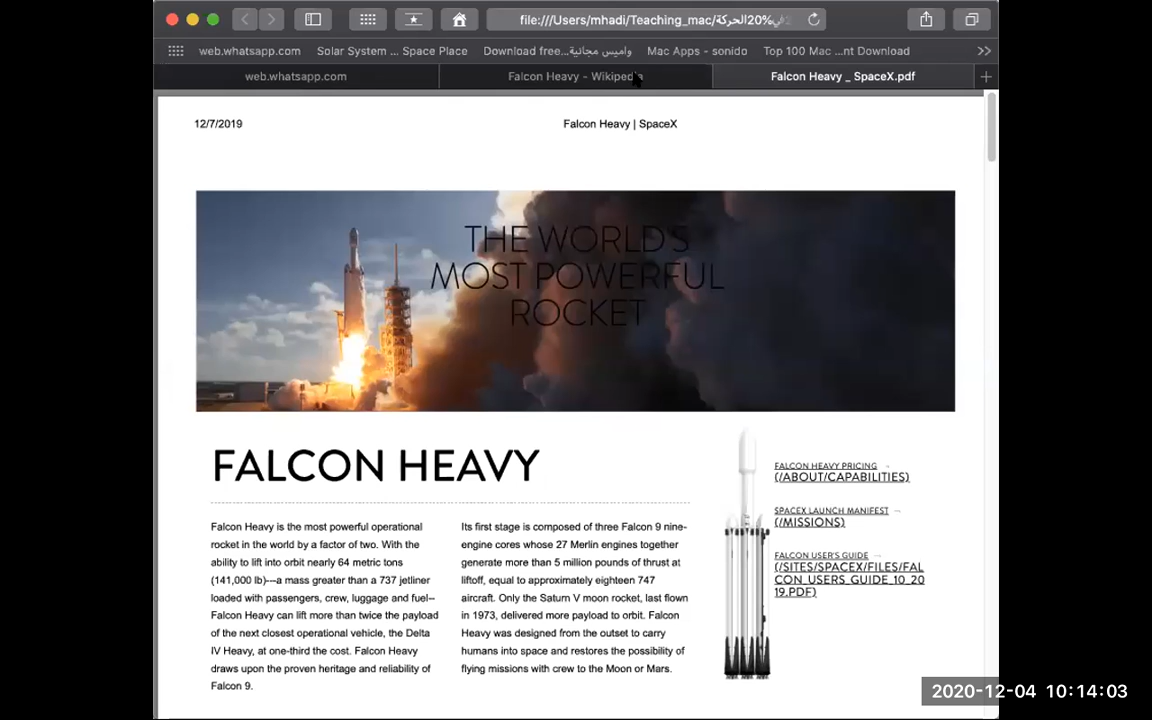 file:///Users/mhadi/Teaching_mac/في%20الحركة
web.whatsapp.com
Solar System ... Space Place
Download free...واميس مجانية
Mac Apps - sonido
Top 100 Mac ...nt Download
web.whatsapp.com
Falcon Heavy - Wikipedia
Falcon Heavy _ SpaceX.pdf
12/7/2019
Falcon Heavy | SpaceX
THE WORLD'S
MOST POWERFUL
ROCKET
FALCON HEAVY
Falcon Heavy is the most powerful operational
rocket in the world by a factor of two. With the
ability to lift into orbit nearly 64 metric tons
(141,000 lb)---a mass greater than a 737 jetliner
loaded with passengers, crew, luggage and fuel--
Falcon Heavy can lift more than twice the payload
of the next closest operational vehicle, the Delta
IV Heavy, at one-third the cost. Falcon Heavy
draws upon the proven heritage and reliability of
Falcon 9.
Its first stage is composed of three Falcon 9 nine-
engine cores whose 27 Merlin engines together
generate more than 5 million pounds of thrust at
liftoff, equal to approximately eighteen 747
aircraft. Only the Saturn V moon rocket, last flown
in 1973, delivered more payload to orbit. Falcon
Heavy was designed from the outset to carry
humans into space and restores the possibility of
flying missions with crew to the Moon or Mars.
FALCON HEAVY PRICING →
(/ABOUT/CAPABILITIES)
SPACEX LAUNCH MANIFEST →
(/MISSIONS)
FALCON USER'S GUIDE →
(/SITES/SPACEX/FILES/FAL
CON_USERS_GUIDE_10_20
19.PDF)
2020-12-04 10:14:03